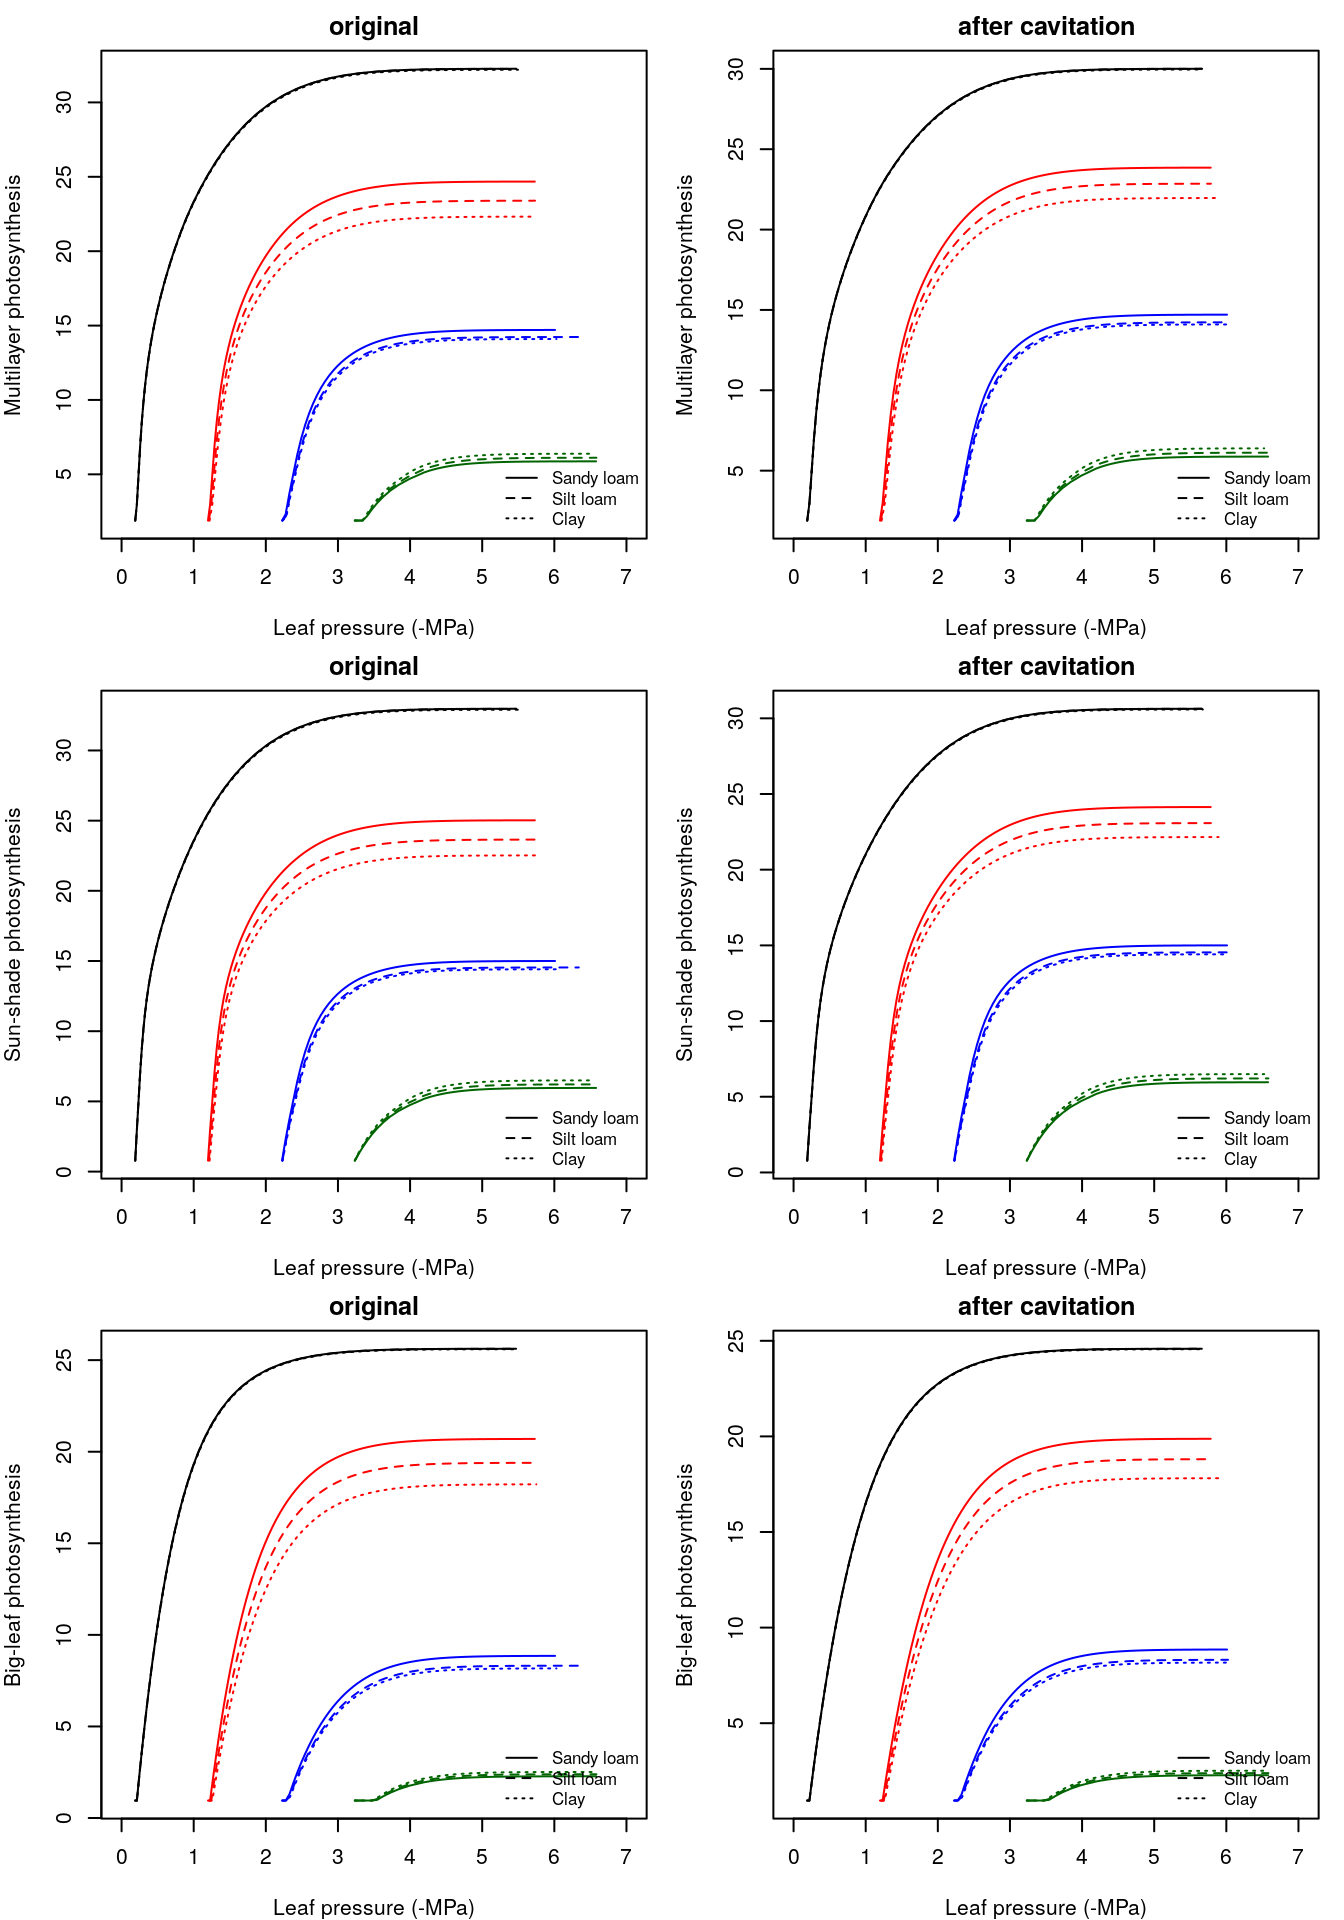 original
after cavitation
Multilayer photosynthesis
30
25
20
15
10
5
Sandy loam
Silt loam
Clay
0 1 2 3 4 5 6 7
Leaf pressure (-MPa)
Multilayer photosynthesis
30
25
20
15
10
5
Sandy loam
Silt loam
Clay
0 1 2 3 4 5 6 7
Leaf pressure (-MPa)
original
after cavitation
Sun-shade photosynthesis
30
25
20
15
10
5
0
Sandy loam
Silt loam
Clay
0 1 2 3 4 5 6 7
Leaf pressure (-MPa)
Sun-shade photosynthesis
30
25
20
15
10
5
0
Sandy loam
Silt loam
Clay
0 1 2 3 4 5 6 7
Leaf pressure (-MPa)
original
after cavitation
Big-leaf photosynthesis
25
20
15
10
5
0
Sandy loam
Silt loam
Clay
0 1 2 3 4 5 6 7
Leaf pressure (-MPa)
Big-leaf photosynthesis
25
20
15
10
5
Sandy loam
Silt loam
Clay
0 1 2 3 4 5 6 7
Leaf pressure (-MPa)